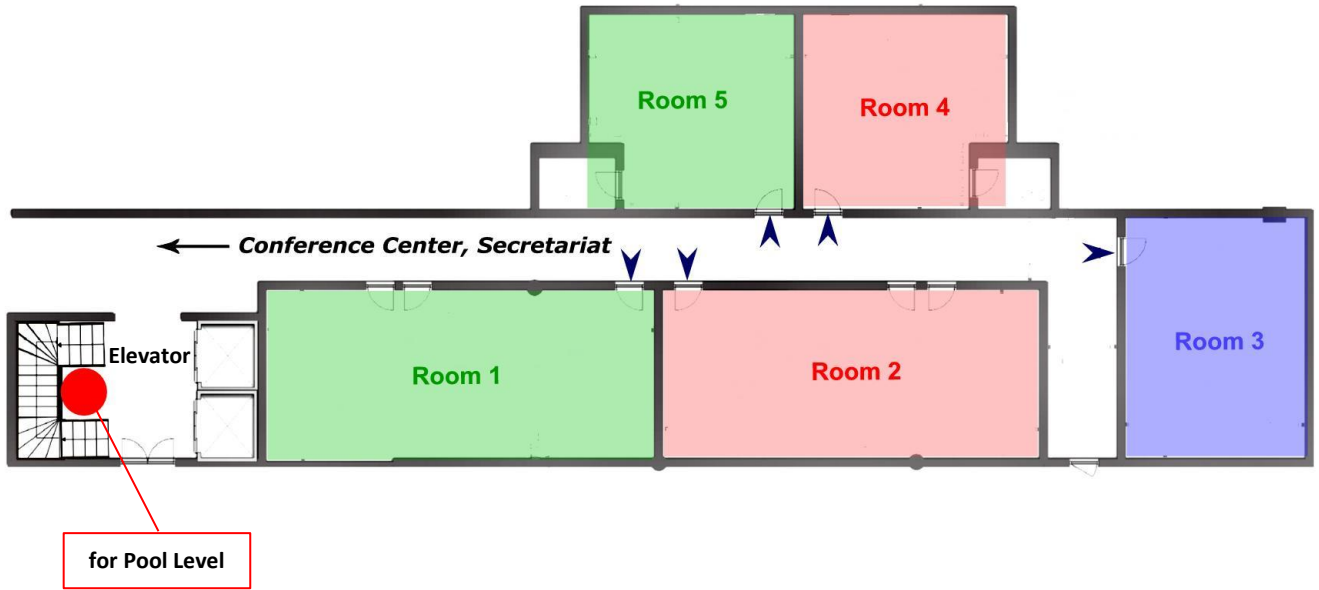 Room 5
Room 4
Conference Center, Secretariat
Room 3
Elevator
Room 1
Room 2
for Pool Level